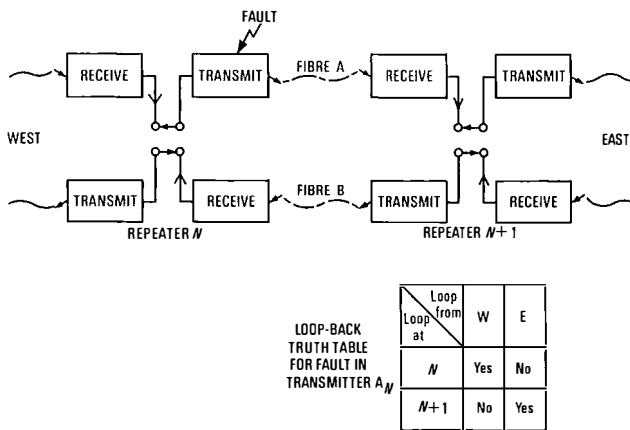 FAULT
RECEIVE
TRANSMIT
FIBRE A
RECEIVE
TRANSMIT
WEST
EAST
TRANSMIT
RECEIVE
FIBRE B
TRANSMIT
RECEIVE
REPEATER N
REPEATER N+1
LOOP-BACK
TRUTH TABLE
FOR FAULT IN
TRANSMITTER A_N
Loop from
Loop at
W
E
N
Yes
No
N+1
No
Yes